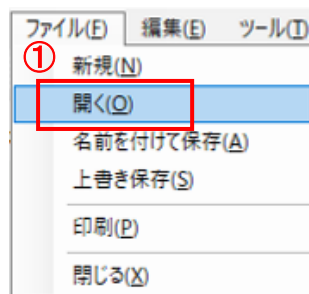 ファイル(F) 編集(E) ツール(T)
①
新規(N)
開く(O)
名前を付けて保存(A)
上書き保存(S)
印刷(P)
閉じる(X)